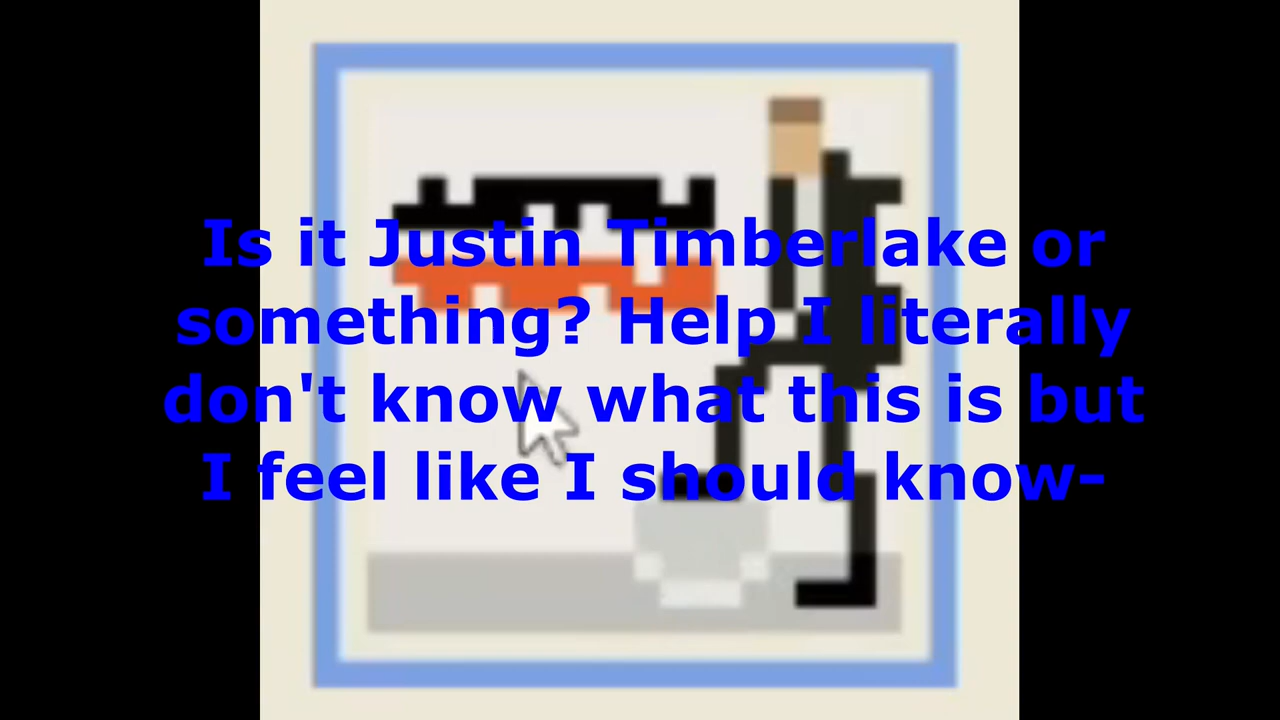 Is it Justin Timberlake or
something? Help I literally
don't know what this is but
I feel like I should know-